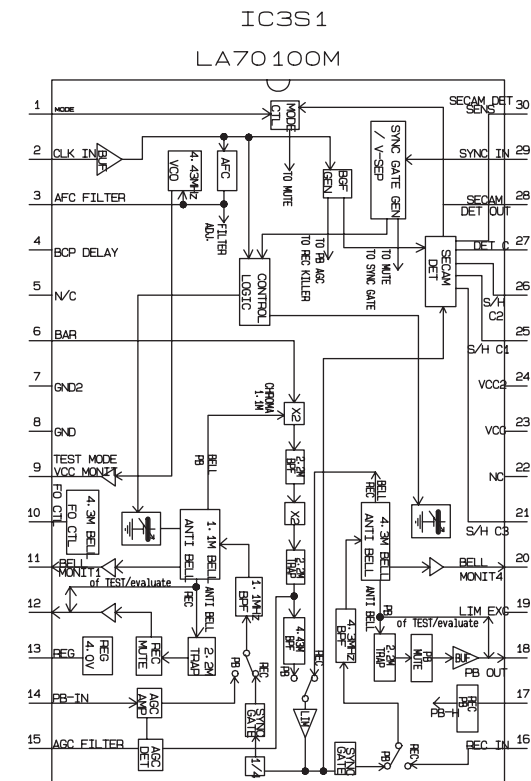 IC3S1
LA70100M
1
MODE
MODE
CTL
SECAM DET
SENS
30
2
CLK IN
BUF
4.43MHz
VCO
AFC
TO MUTE
BGF
GEN
SYNC GATE GEN
/ V-SEP
SYNC IN
29
3
AFC FILTER
FILTER
ADJ.
SECAM
DET OUT
28
4
BCP DELAY
CONTROL
LOGIC
TO PB AGC
TO REC KILLER
TO MUTE
TO SYNC GATE
SECAM
DET
DET C
27
5
N/C
S/H
C2
26
6
BAR
S/H C1
25
7
GND2
CHROMA
1.1M
X2
VCC2
24
8
GND
VCC
23
TEST MODE
9
VCC MONIT
BELL
PB
2.2M
BPF
BELL
REC
NC
22
10
FO CTL
4.3M BELL
FO CTL
1.1M BELL
ANTI BELL
X2
4.3M BELL
ANTI BELL
S/H C3
21
11
BELL
MONIT1
2.2M
TRAP
BELL
MONIT4
20
of TEST/evaluate
ANTI BELL
REC
1.1MHz
BPF
4.3MHz
BPF
ANTI BELL
PB
LIM EXC
19
12
of TEST/evaluate
13
REG
REG
4.0V
REC
MUTE
2.2M
TRAP
4.43M
BPF
2.2M
TRAP
PB
MUTE
BUF
PB OUT
18
PB
REC
PB
REC
14
PB-IN
AGC
AMP
SYNC
GATE
LIM
REC
PB
PB-H
17
15
AGC FILTER
AGC
DET
1/4
SYNC
GATE
PB
REC
REC IN
16